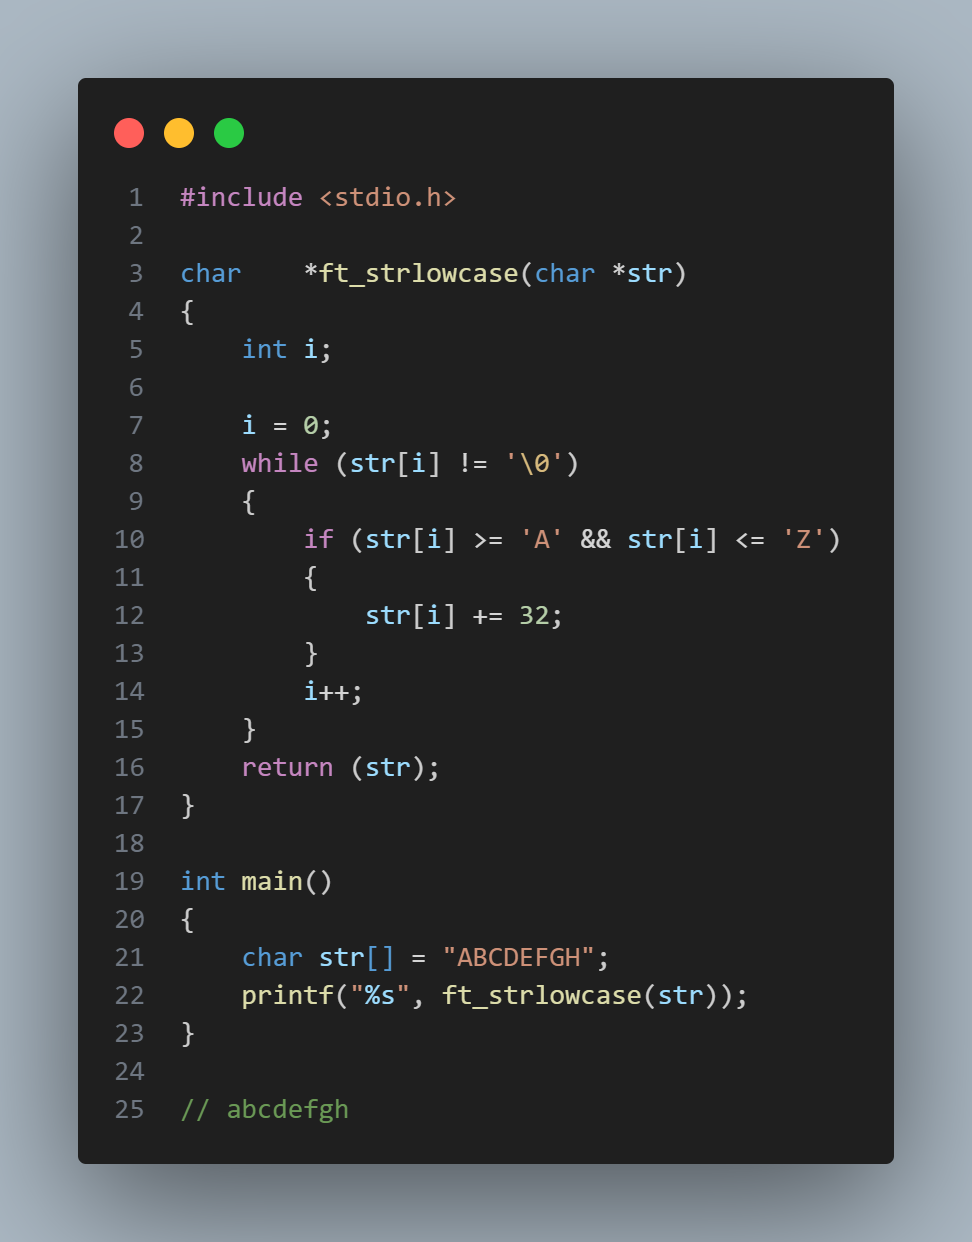 1 #include <stdio.h>
2
3 char    *ft_strlowcase(char *str)
4 {
5     int i;
6
7     i = 0;
8     while (str[i] != '\0')
9     {
10         if (str[i] >= 'A' && str[i] <= 'Z')
11         {
12             str[i] += 32;
13         }
14         i++;
15     }
16     return (str);
17 }
18
19 int main()
20 {
21     char str[] = "ABCDEFGH";
22     printf("%s", ft_strlowcase(str));
23 }
24
25 // abcdefgh